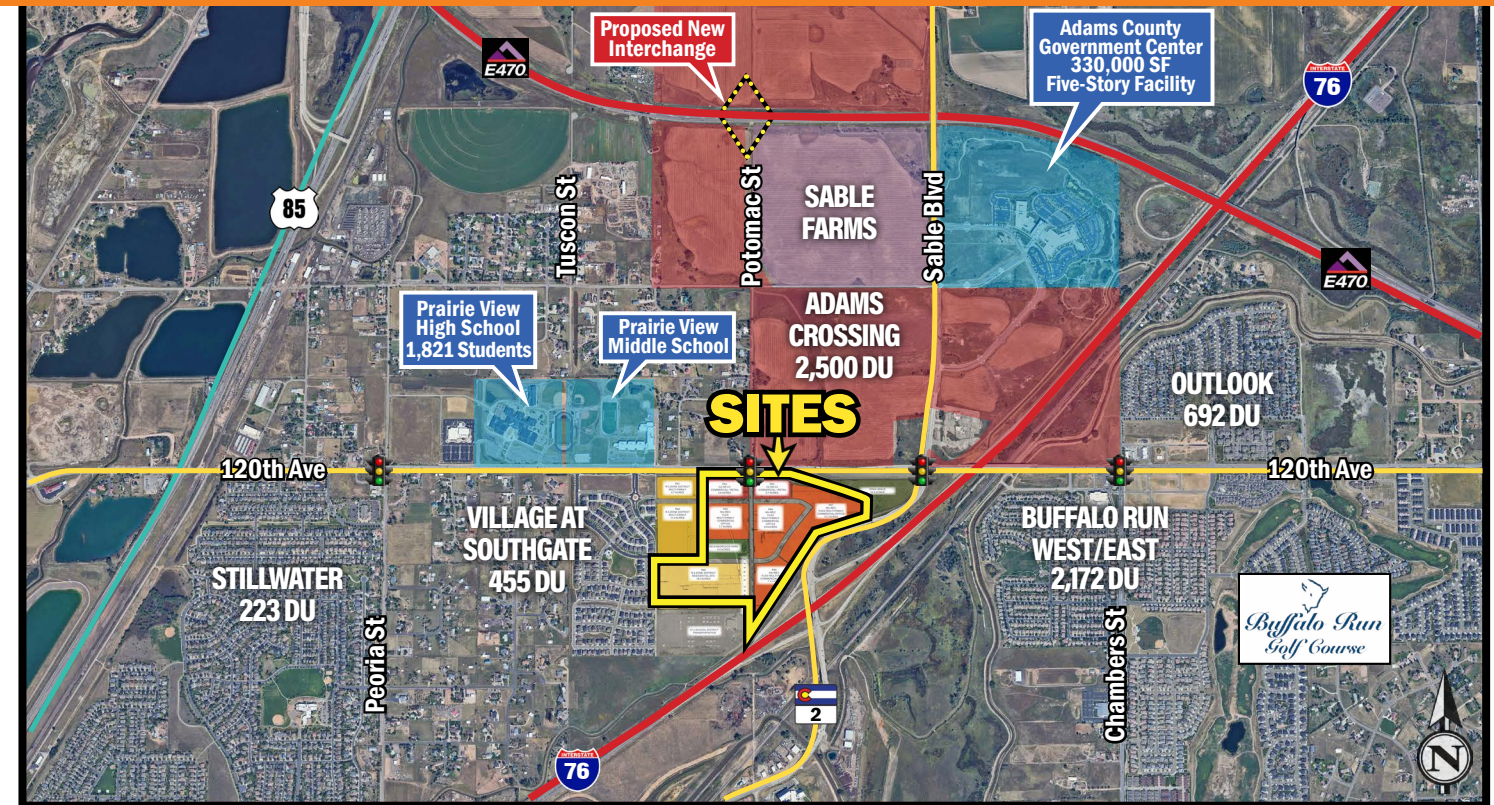 Proposed New
Interchange
Adams County
Government Center
330,000 SF
Five-Story Facility
E470
INTERSTATE
76
85
Tuscon St
Potomac St
SABLE
FARMS
Sable Blvd
E470
Prairie View
High School
1,821 Students
Prairie View
Middle School
ADAMS
CROSSING
2,500 DU
OUTLOOK
692 DU
SITES
120th Ave
120th Ave
VILLAGE AT
SOUTHGATE
455 DU
STILLWATER
223 DU
BUFFALO RUN
WEST/EAST
2,172 DU
Peoria St
Chambers St
Buffalo Run
Golf Course
2
INTERSTATE
76
N